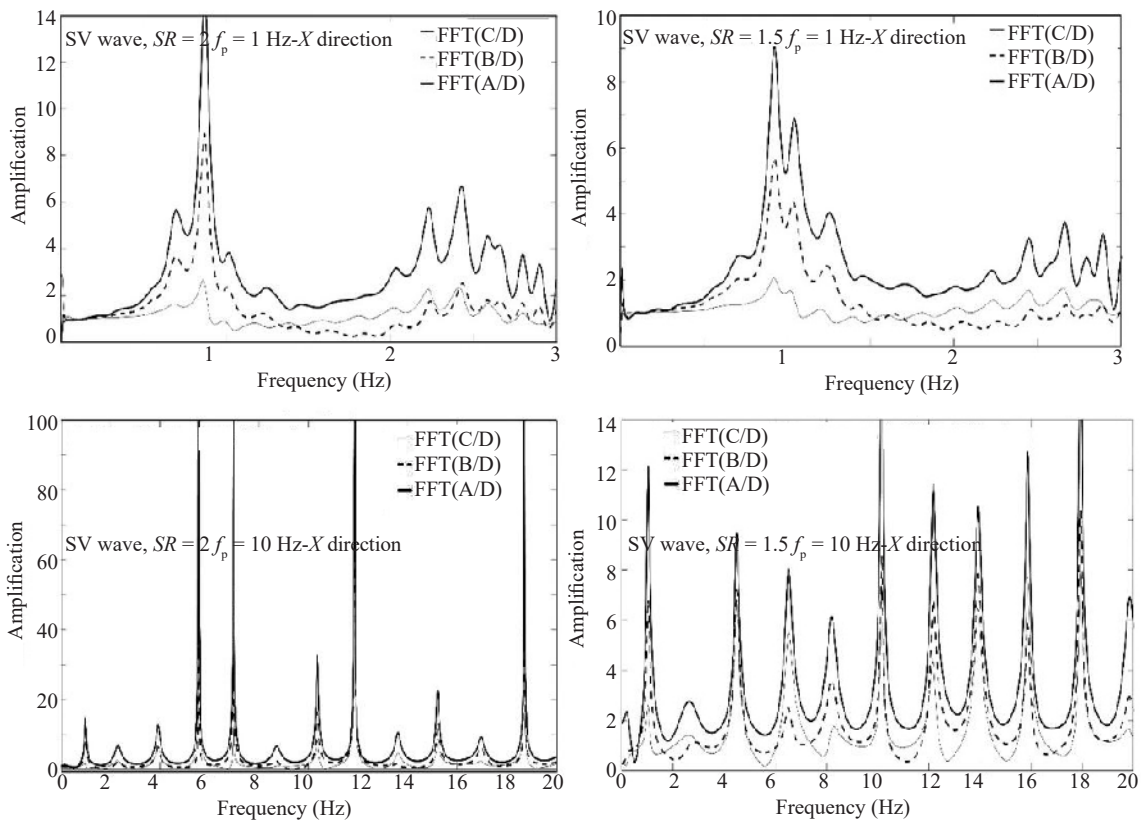 SV wave, SR = 2 f_p = 1 Hz-X direction
FFT(C/D)
FFT(B/D)
FFT(A/D)
14
12
10
8
6
4
2
0
Amplification
1
2
3
Frequency (Hz)
SV wave, SR = 1.5 f_p = 1 Hz-X direction
FFT(C/D)
FFT(B/D)
FFT(A/D)
10
8
6
4
2
0
Amplification
1
2
3
Frequency (Hz)
FFT(C/D)
FFT(B/D)
FFT(A/D)
SV wave, SR = 2 f_p = 10 Hz-X direction
100
80
60
40
20
0
Amplification
0 2 4 6 8 10 12 14 16 18 20
Frequency (Hz)
FFT(C/D)
FFT(B/D)
FFT(A/D)
SV wave, SR = 1.5 f_p = 10 Hz-X direction
14
12
10
8
6
4
2
0
Amplification
0 2 4 6 8 10 12 14 16 18 20
Frequency (Hz)